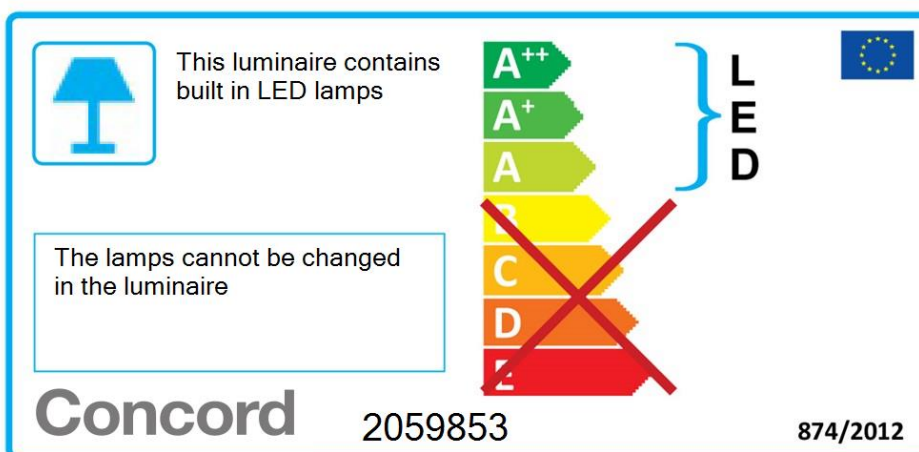 This luminaire contains
built in LED lamps
A++
A+
A
B
C
D
E
L
E
D
The lamps cannot be changed
in the luminaire
Concord
2059853
874/2012